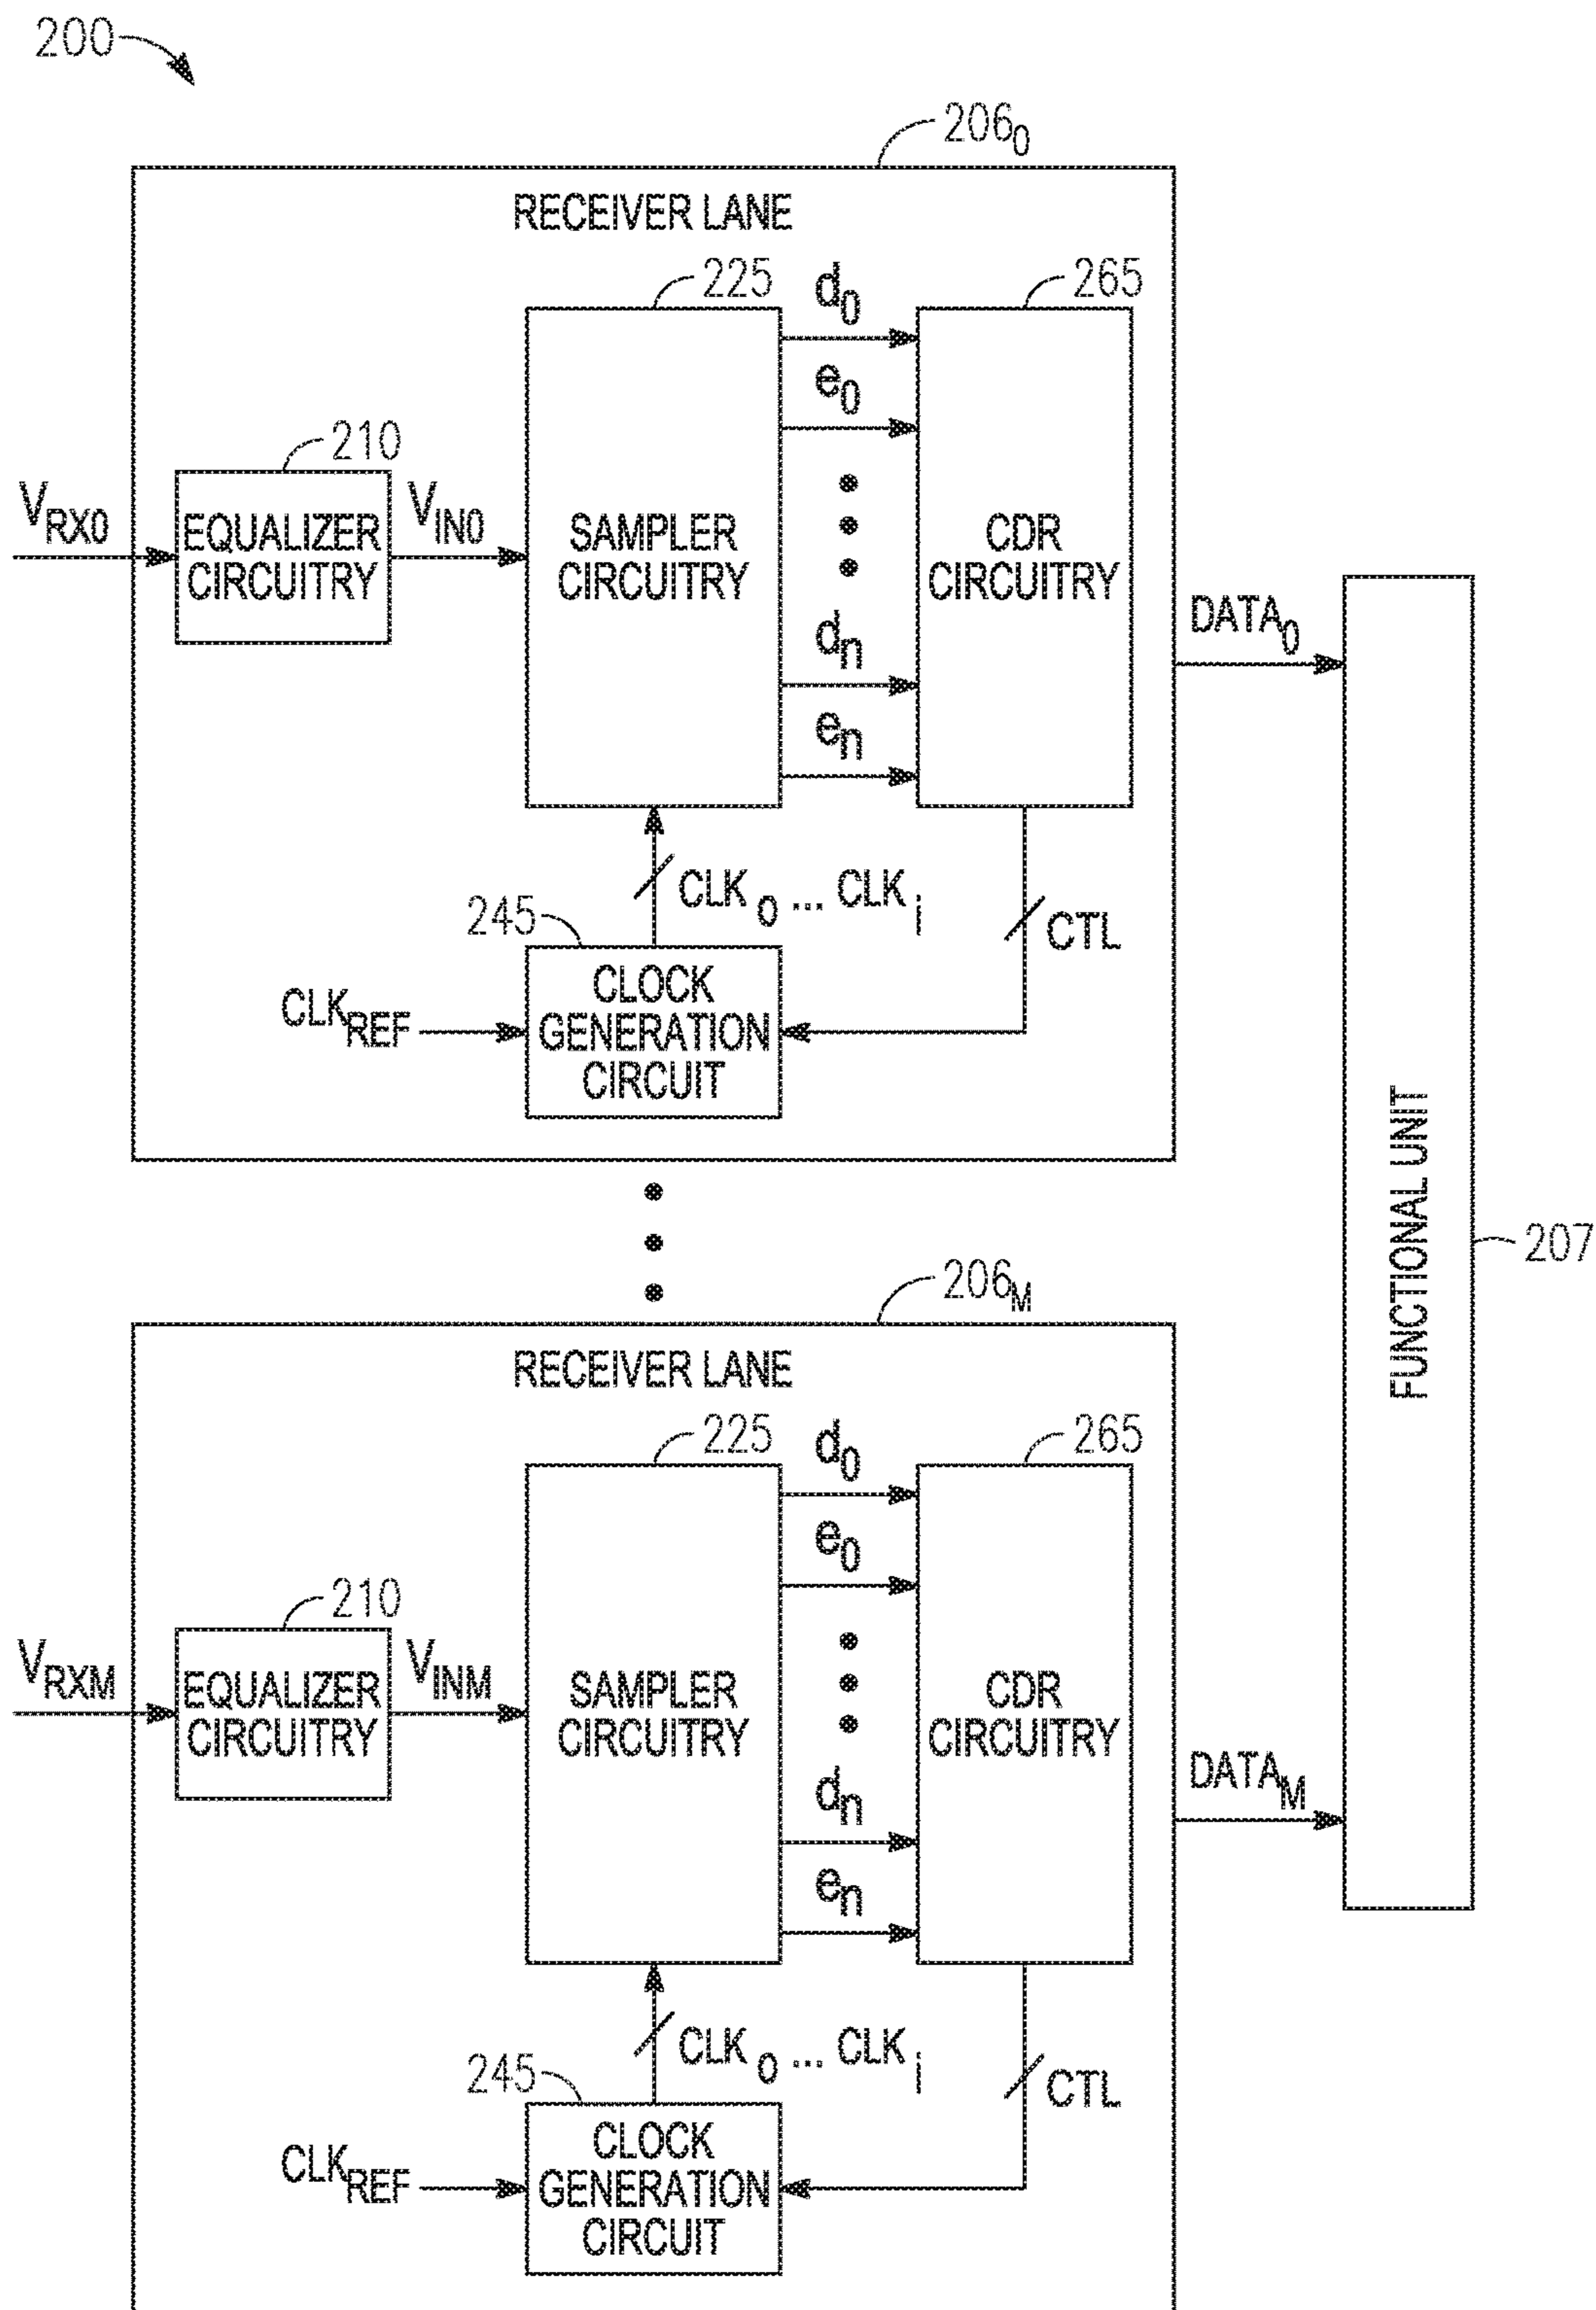 200
206₀
RECEIVER LANE
225
d₀
265
e₀
210
V_RX0
EQUALIZER
CIRCUITRY
V_IN0
SAMPLER
CIRCUITRY
CDR
CIRCUITRY
dₙ
DATA₀
eₙ
CLK₀ ... CLKᵢ
CTL
245
CLK_REF
CLOCK
GENERATION
CIRCUIT
FUNCTIONAL UNIT
207
206_M
RECEIVER LANE
225
d₀
265
e₀
210
V_RXM
EQUALIZER
CIRCUITRY
V_INM
SAMPLER
CIRCUITRY
CDR
CIRCUITRY
dₙ
DATA_M
eₙ
CLK₀ ... CLKᵢ
CTL
245
CLK_REF
CLOCK
GENERATION
CIRCUIT